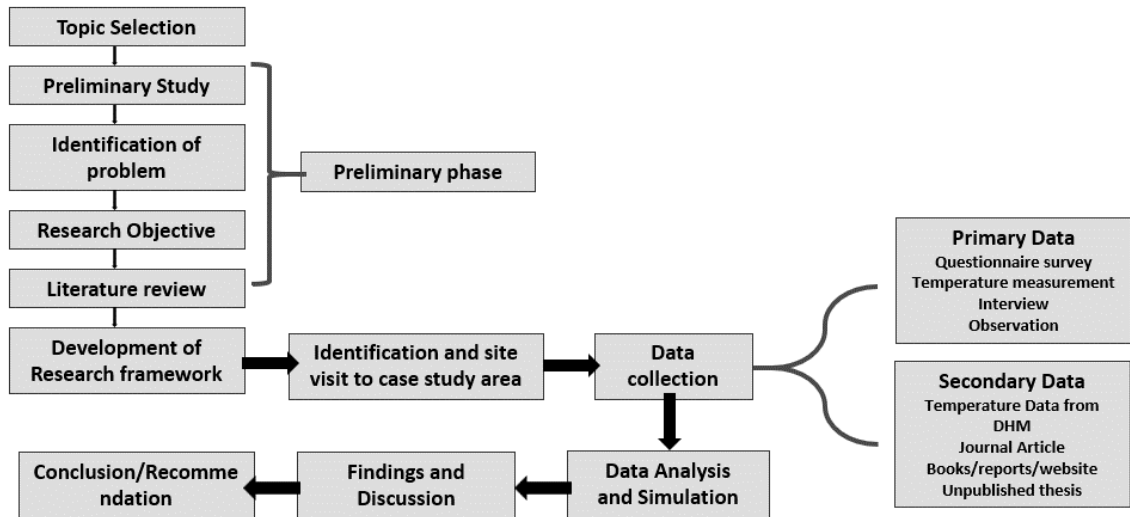 Topic Selection
Preliminary Study
Identification of
problem
Preliminary phase
Research Objective
Literature review
Development of
Research framework
Identification and site
visit to case study area
Data
collection
Primary Data
Questionnaire survey
Temperature measurement
Interview
Observation
Secondary Data
Temperature Data from
DHM
Journal Article
Books/reports/website
Unpublished thesis
Data Analysis
and Simulation
Findings and
Discussion
Conclusion/Recomme
ndation